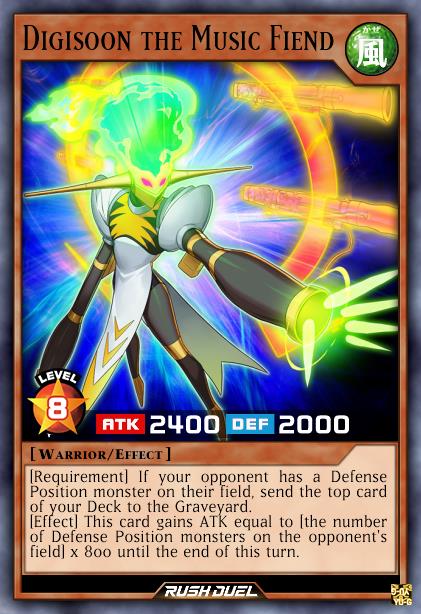 Digisoon the Music Fiend
かぜ
風
LEVEL
8
ATK 2400 DEF 2000
[Warrior/Effect]
[Requirement] If your opponent has a Defense
Position monster on their field, send the top card
of your Deck to the Graveyard.
[Effect] This card gains ATK equal to [the number
of Defense Position monsters on the opponent's
field] x 800 until the end of this turn.
RUSH DUEL